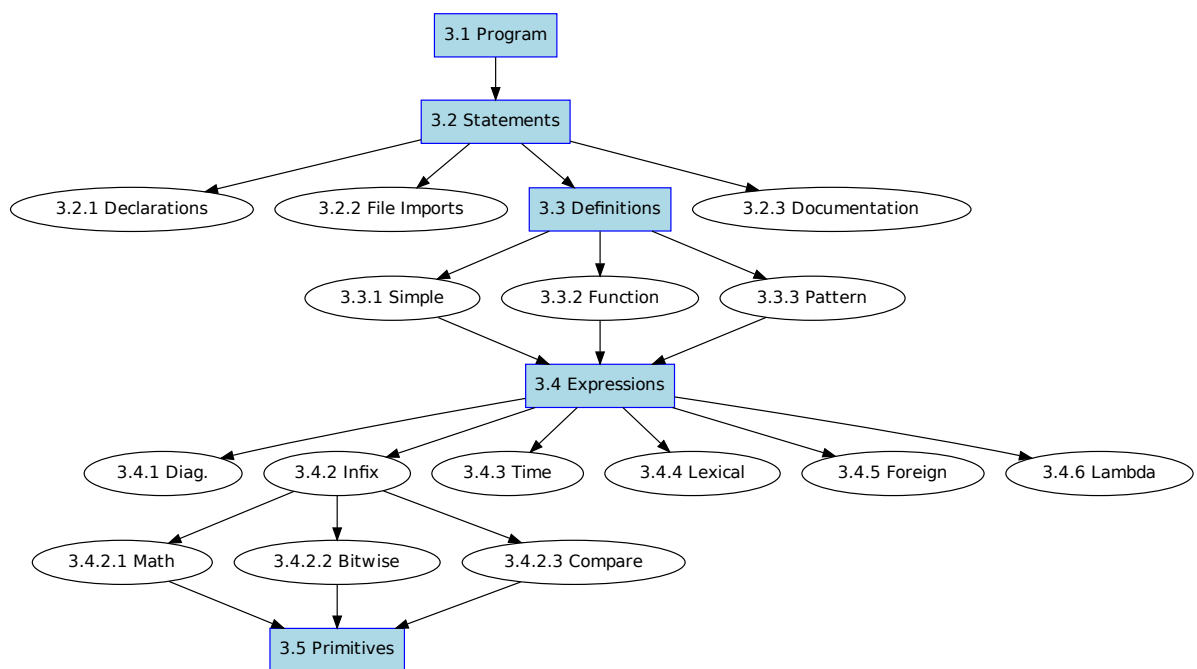 3.1 Program
3.2 Statements
3.2.1 Declarations
3.2.2 File Imports
3.3 Definitions
3.2.3 Documentation
3.3.1 Simple
3.3.2 Function
3.3.3 Pattern
3.4 Expressions
3.4.1 Diag.
3.4.2 Infix
3.4.3 Time
3.4.4 Lexical
3.4.5 Foreign
3.4.6 Lambda
3.4.2.1 Math
3.4.2.2 Bitwise
3.4.2.3 Compare
3.5 Primitives